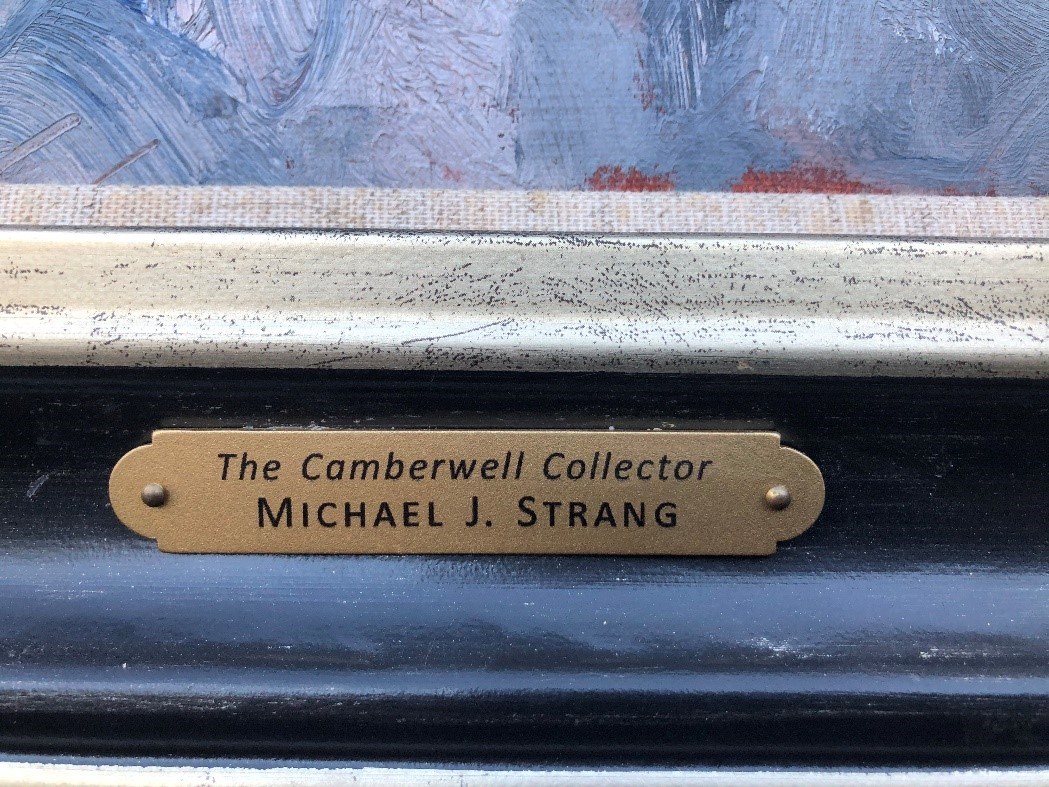 The Camberwell Collector
MICHAEL J. STRANG